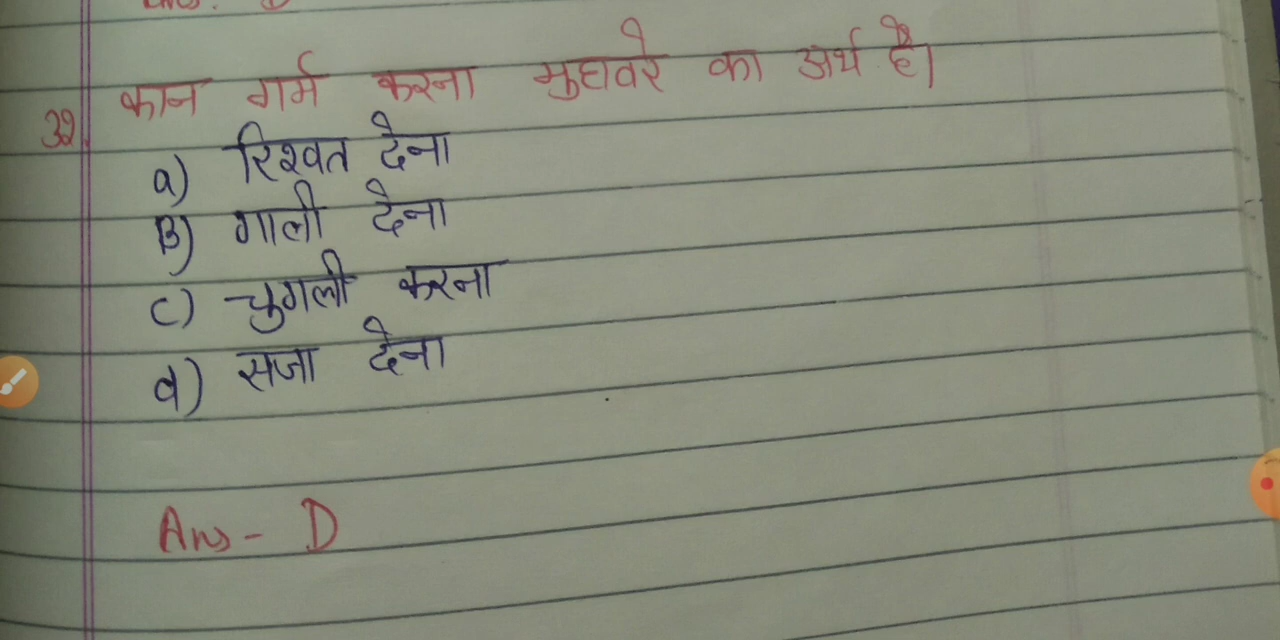 32. कान गर्म करना मुहावरे का अर्थ है।
a) रिश्वत देना
B) गाली देना
c) चुगली करना
d) सजा देना
Ans - D